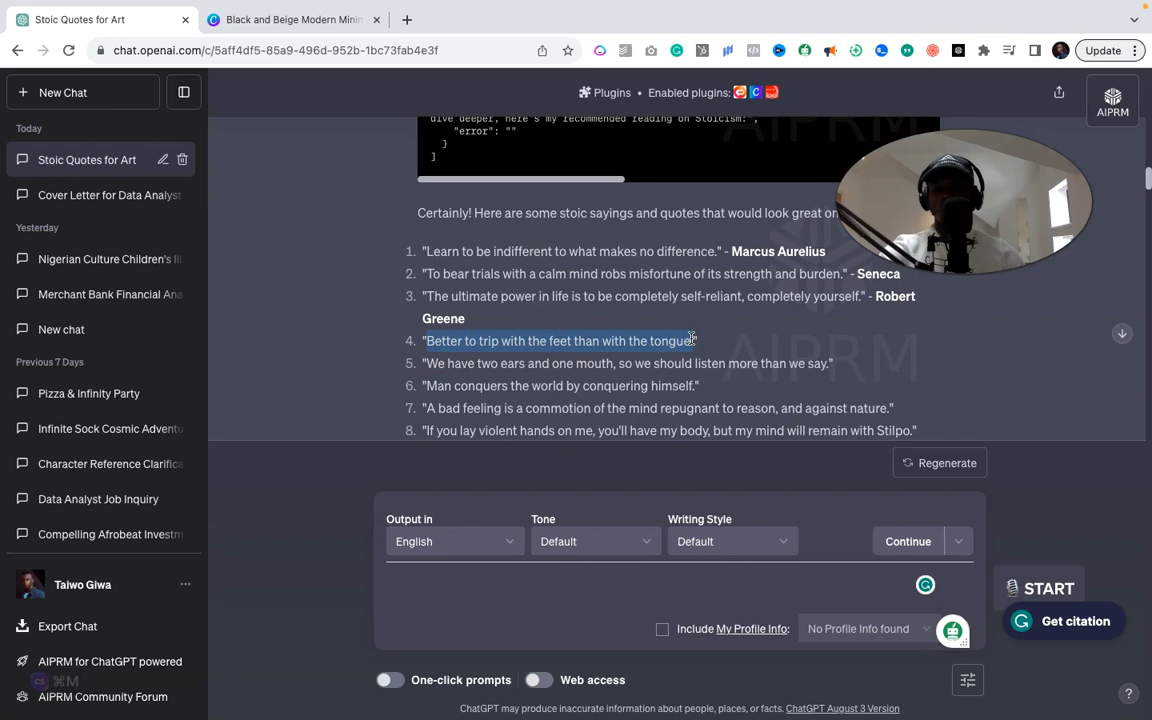 Stoic Quotes for Art
Black and Beige Modern Minin
chat.openai.com/c/5aff4df5-85a9-496d-952b-1bc73fab4e3f
Update
New Chat
Plugins • Enabled plugins:
AIPRM
Today
Stoic Quotes for Art
Cover Letter for Data Analyst
Yesterday
Nigerian Culture Children's Ill
Merchant Bank Financial Ana
New chat
Previous 7 Days
Pizza & Infinity Party
Infinite Sock Cosmic Adventu
Character Reference Clarifica
Data Analyst Job Inquiry
Compelling Afrobeat Investm
Taiwo Giwa
Export Chat
AIPRM for ChatGPT powered
⌘M
AIPRM Community Forum
dive deeper, here's my recommended reading on Stoicism:",
"error": ""
}
]
AIPRM
Certainly! Here are some stoic sayings and quotes that would look great on
1. "Learn to be indifferent to what makes no difference." - Marcus Aurelius
2. "To bear trials with a calm mind robs misfortune of its strength and burden." - Seneca
3. "The ultimate power in life is to be completely self-reliant, completely yourself." - Robert
Greene
4. "Better to trip with the feet than with the tongue."
5. "We have two ears and one mouth, so we should listen more than we say."
6. "Man conquers the world by conquering himself."
7. "A bad feeling is a commotion of the mind repugnant to reason, and against nature."
8. "If you lay violent hands on me, you'll have my body, but my mind will remain with Stilpo."
AIPRM
Regenerate
Output in
Tone
Writing Style
English
Default
Default
Continue
START
Get citation
Include My Profile Info:
No Profile Info found
One-click prompts
Web access
ChatGPT may produce inaccurate information about people, places, or facts. ChatGPT August 3 Version
?